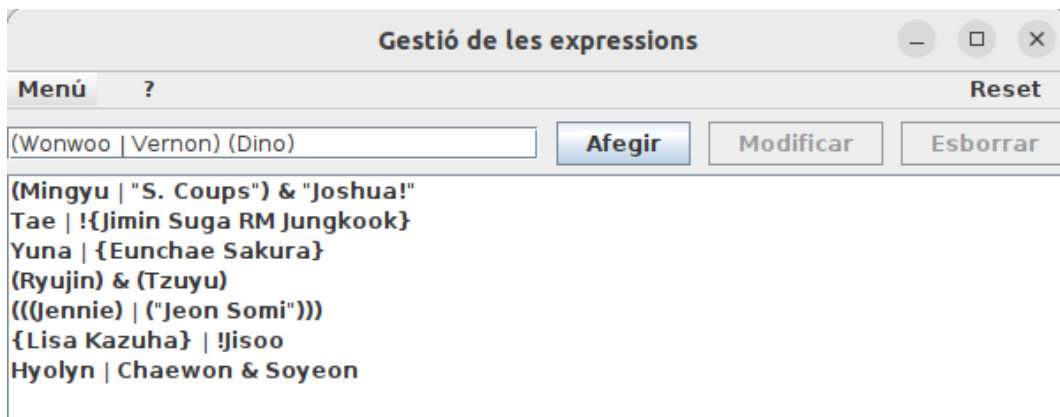 Gestió de les expressions
Menú ? Reset
(Wonwoo | Vernon) (Dino) Afegir Modificar Esborrar
(Mingyu | "S. Coups") & "Joshua!"
Tae | !{Jimin Suga RM Jungkook}
Yuna | {Eunchae Sakura}
(Ryujin) & (Tzuyu)
(((Jennie) | ("Jeon Somi")))
{Lisa Kazuha} | !Jisoo
Hyolyn | Chaewon & Soyeon